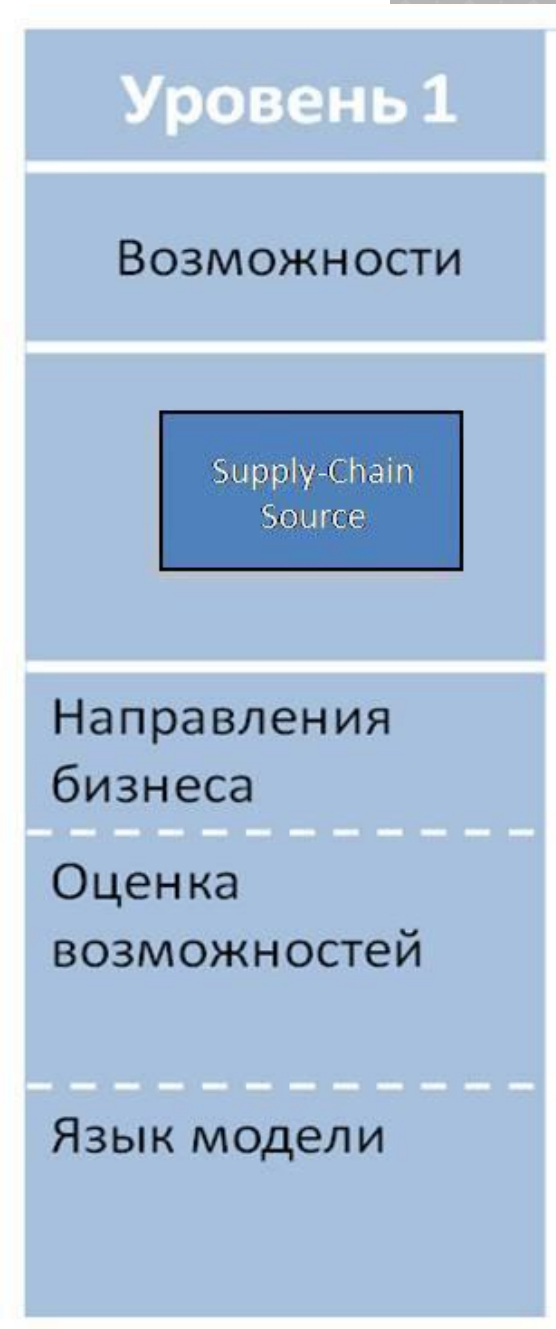 Уровень 1
Возможности
Supply-Chain
Source
Направления
бизнеса
Оценка
возможностей
Язык модели